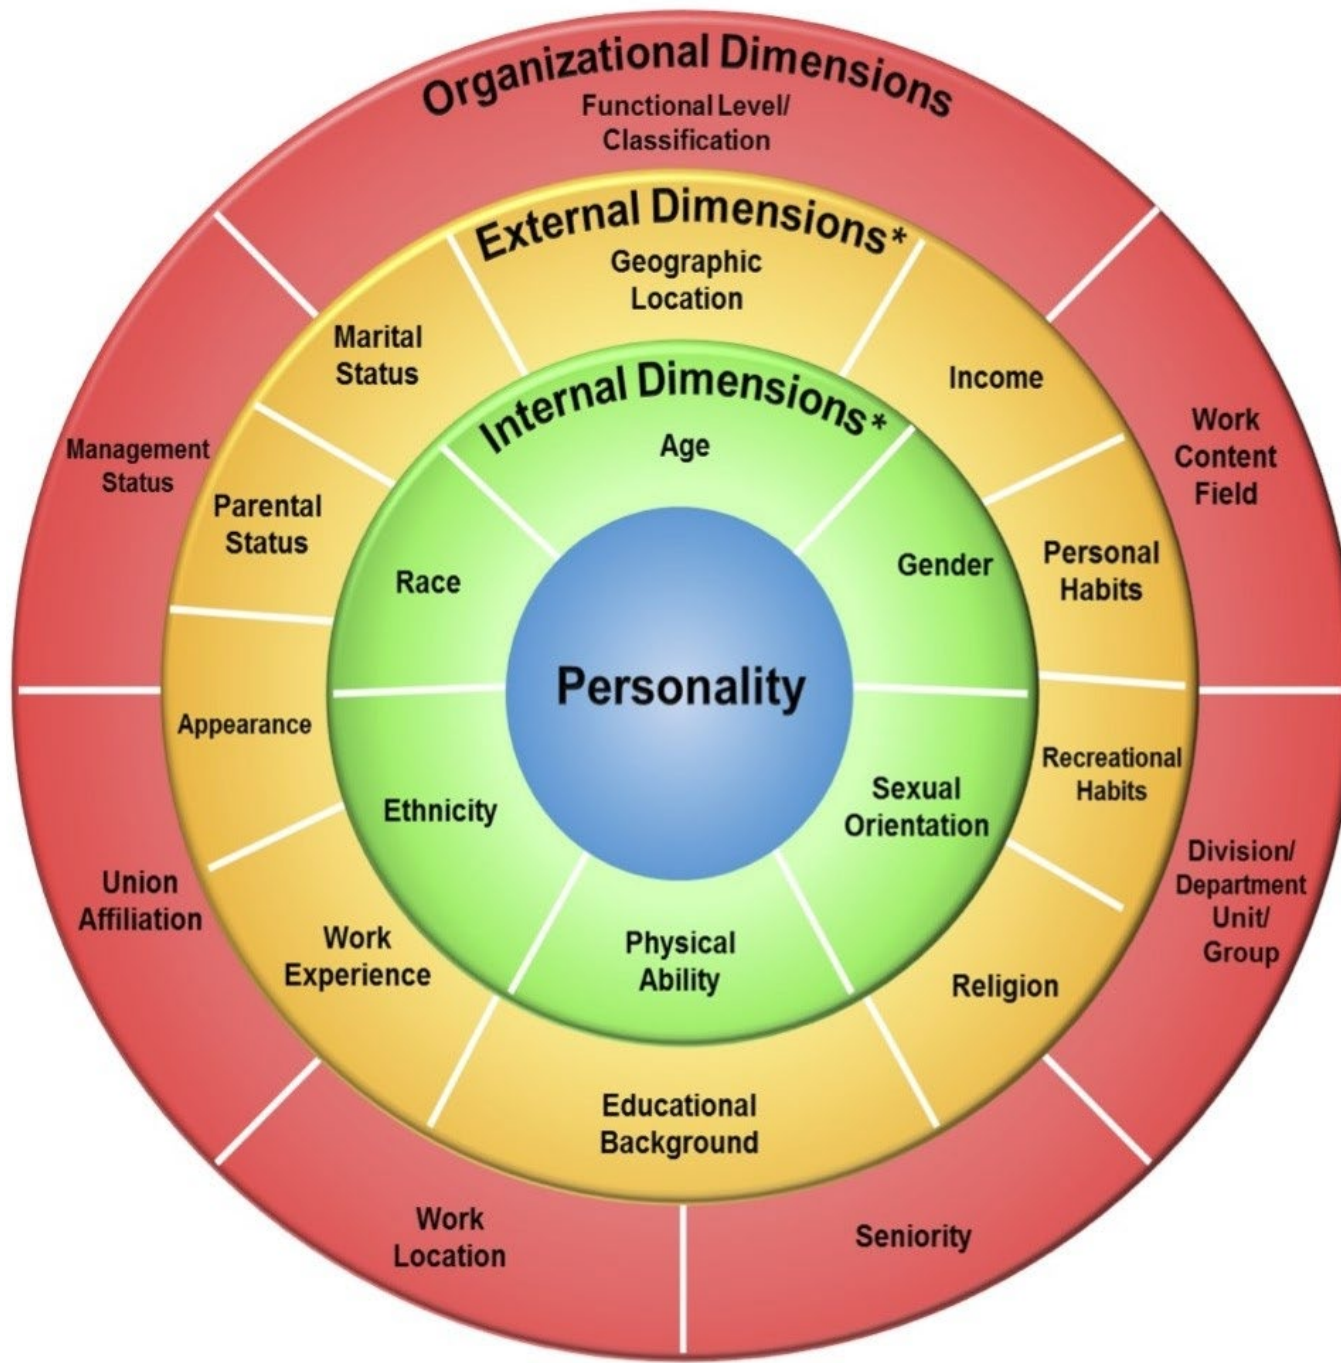 Organizational Dimensions
Functional Level/
Classification
Work
Content
Field
Division/
Department
Unit/
Group
Seniority
Work
Location
Union
Affiliation
Management
Status
External Dimensions*
Geographic
Location
Income
Personal
Habits
Recreational
Habits
Religion
Educational
Background
Work
Experience
Appearance
Parental
Status
Marital
Status
Internal Dimensions*
Age
Gender
Sexual
Orientation
Physical
Ability
Ethnicity
Race
Personality